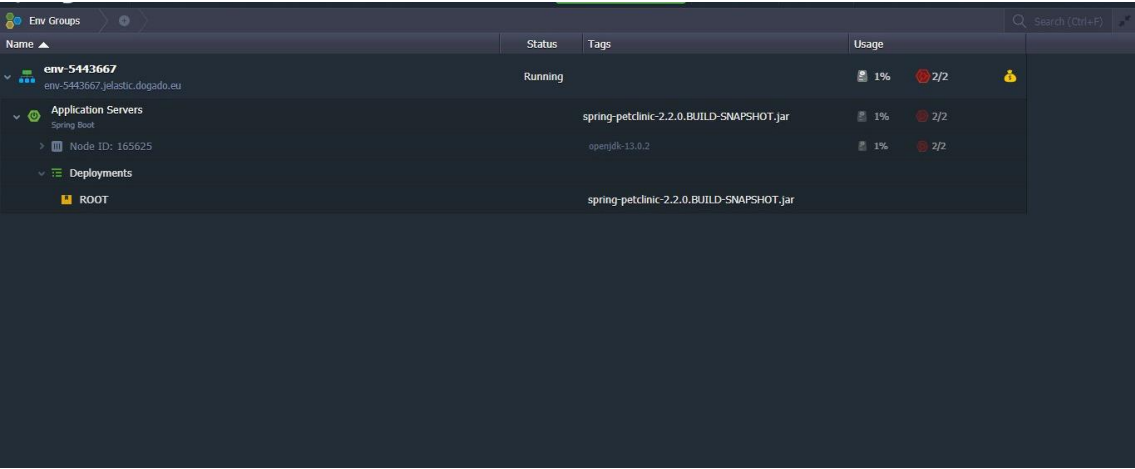 Env Groups
Search (Ctrl+F)
Name Status Tags Usage
env-5443667
env-5443667.jelastic.dogado.eu
Running 1% 2/2
Application Servers
Spring Boot
spring-petclinic-2.2.0.BUILD-SNAPSHOT.jar 1% 2/2
Node ID: 165625 openjdk-13.0.2 1% 2/2
Deployments
ROOT spring-petclinic-2.2.0.BUILD-SNAPSHOT.jar